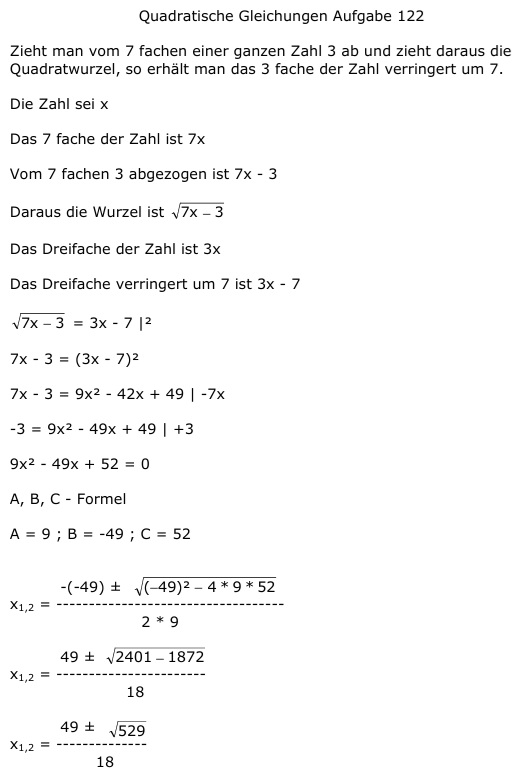 Quadratische Gleichungen Aufgabe 122
Zieht man vom 7 fachen einer ganzen Zahl 3 ab und zieht daraus die
Quadratwurzel, so erhält man das 3 fache der Zahl verringert um 7.
Die Zahl sei x
Das 7 fache der Zahl ist 7x
Vom 7 fachen 3 abgezogen ist 7x - 3
Daraus die Wurzel ist √7x – 3
Das Dreifache der Zahl ist 3x
Das Dreifache verringert um 7 ist 3x - 7
√7x – 3 = 3x - 7 |²
7x - 3 = (3x - 7)²
7x - 3 = 9x² - 42x + 49 | -7x
-3 = 9x² - 49x + 49 | +3
9x² - 49x + 52 = 0
A, B, C - Formel
A = 9 ; B = -49 ; C = 52
-(-49) ± √(–49)² – 4 * 9 * 52
x₁,₂ = -----------------------------------
2 * 9
49 ± √2401 – 1872
x₁,₂ = -----------------------
18
49 ± √529
x₁,₂ = --------------
18